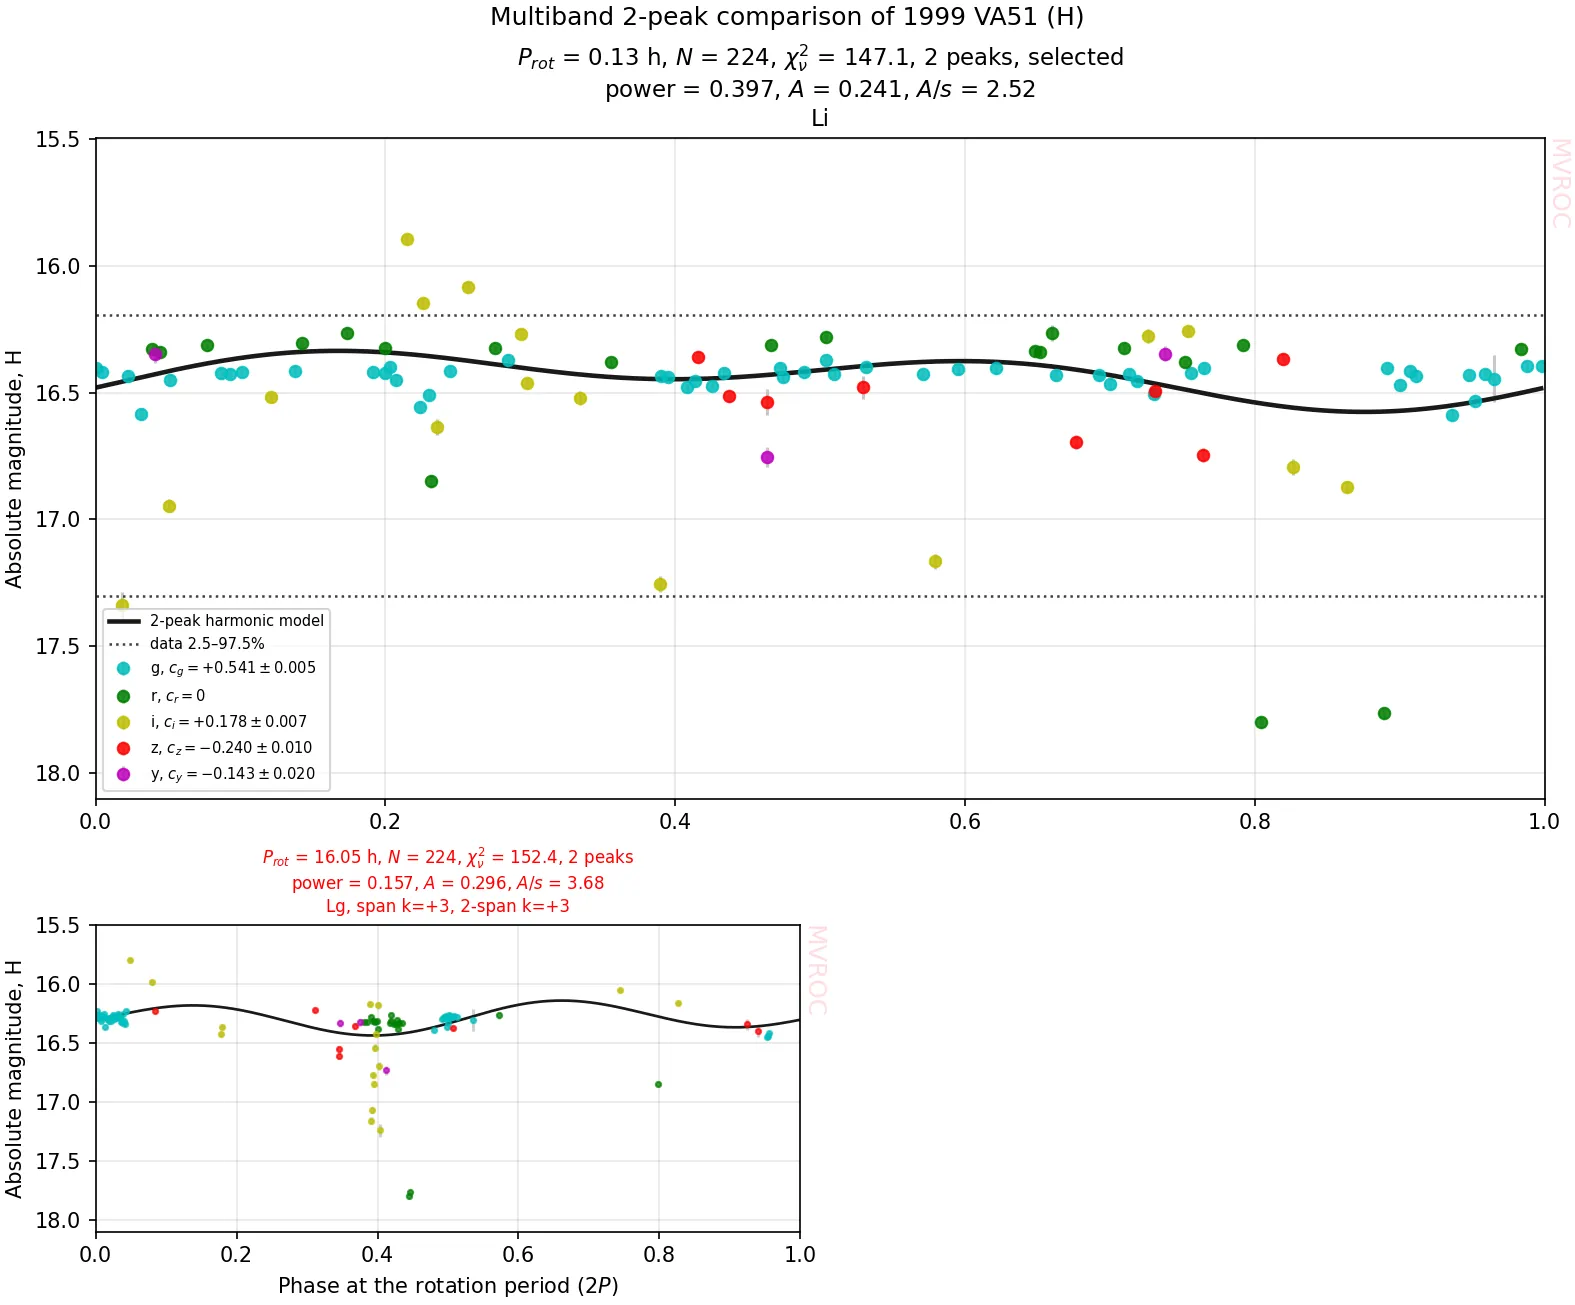 Multiband 2-peak comparison of 1999 VA51 (H)
P_rot = 0.13 h, N = 224, χ²_ν = 147.1, 2 peaks, selected
power = 0.397, A = 0.241, A/s = 2.52
Li
MVROC
15.5
16.0
16.5
17.0
17.5
18.0
Absolute magnitude, H
2-peak harmonic model
data 2.5–97.5%
g, c_g = +0.541 ± 0.005
r, c_r = 0
i, c_i = +0.178 ± 0.007
z, c_z = −0.240 ± 0.010
y, c_y = −0.143 ± 0.020
0.0 0.2 0.4 0.6 0.8 1.0
P_rot = 16.05 h, N = 224, χ²_ν = 152.4, 2 peaks
power = 0.157, A = 0.296, A/s = 3.68
Lg, span k=+3, 2-span k=+3
MVROC
15.5
16.0
16.5
17.0
17.5
18.0
Absolute magnitude, H
0.0 0.2 0.4 0.6 0.8 1.0
Phase at the rotation period (2P)